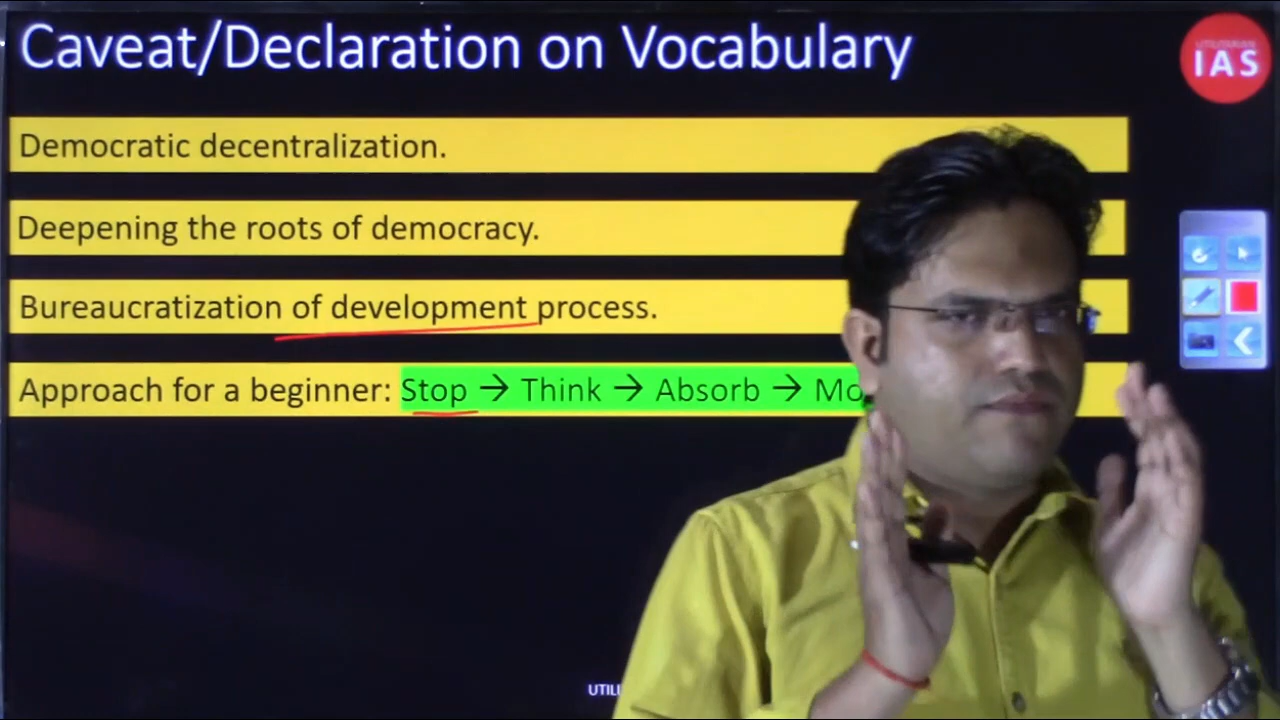 Caveat/Declaration on Vocabulary
UTILITARIAN
IAS
Democratic decentralization.
Deepening the roots of democracy.
Bureaucratization of development process.
Approach for a beginner: Stop → Think → Absorb →